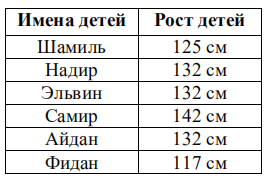 Имена детей Рост детей
Шамиль 125 см
Надир 132 см
Эльвин 132 см
Самир 142 см
Айдан 132 см
Фидан 117 см